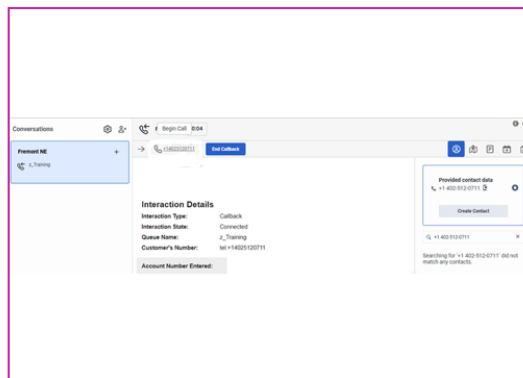 Conversations
Fremont NE
z_Training
Begin Call 0:04
+14025120711
End Callback
Interaction Details
Interaction Type: Callback
Interaction State: Connected
Queue Name: z_Training
Customer's Number: tel:+14025120711
Account Number Entered:
Provided contact data
+1 402-512-0711
Create Contact
+1 402-512-0711
Searching for '+1 402-512-0711' did not
match any contacts.